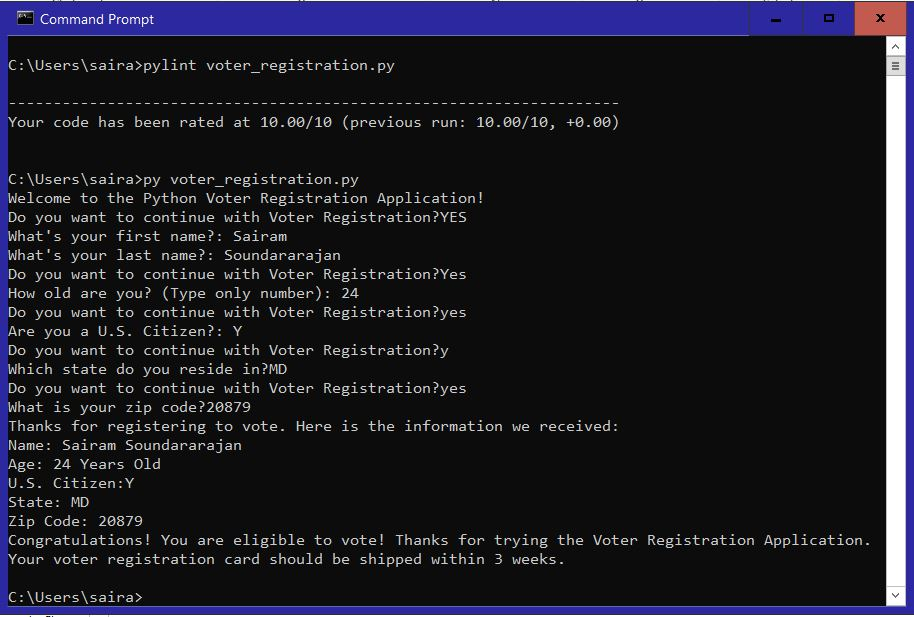 Command Prompt
C:\Users\saira>pylint voter_registration.py
--------------------------------------------------------------------
Your code has been rated at 10.00/10 (previous run: 10.00/10, +0.00)
C:\Users\saira>py voter_registration.py
Welcome to the Python Voter Registration Application!
Do you want to continue with Voter Registration?YES
What's your first name?: Sairam
What's your last name?: Soundararajan
Do you want to continue with Voter Registration?Yes
How old are you? (Type only number): 24
Do you want to continue with Voter Registration?yes
Are you a U.S. Citizen?: Y
Do you want to continue with Voter Registration?y
Which state do you reside in?MD
Do you want to continue with Voter Registration?yes
What is your zip code?20879
Thanks for registering to vote. Here is the information we received:
Name: Sairam Soundararajan
Age: 24 Years Old
U.S. Citizen:Y
State: MD
Zip Code: 20879
Congratulations! You are eligible to vote! Thanks for trying the Voter Registration Application.
Your voter registration card should be shipped within 3 weeks.
C:\Users\saira>